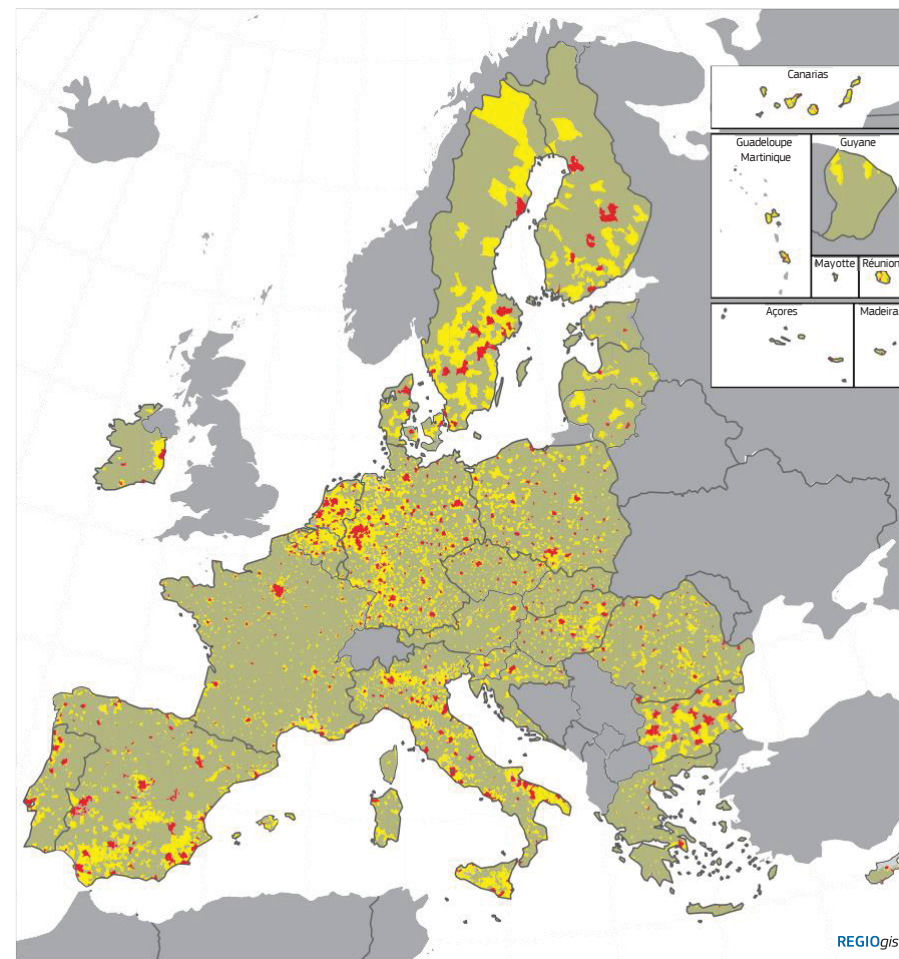 Canarias
Guadeloupe
Martinique
Guyane
Mayotte
Réunion
Açores
Madeira
REGIOgis